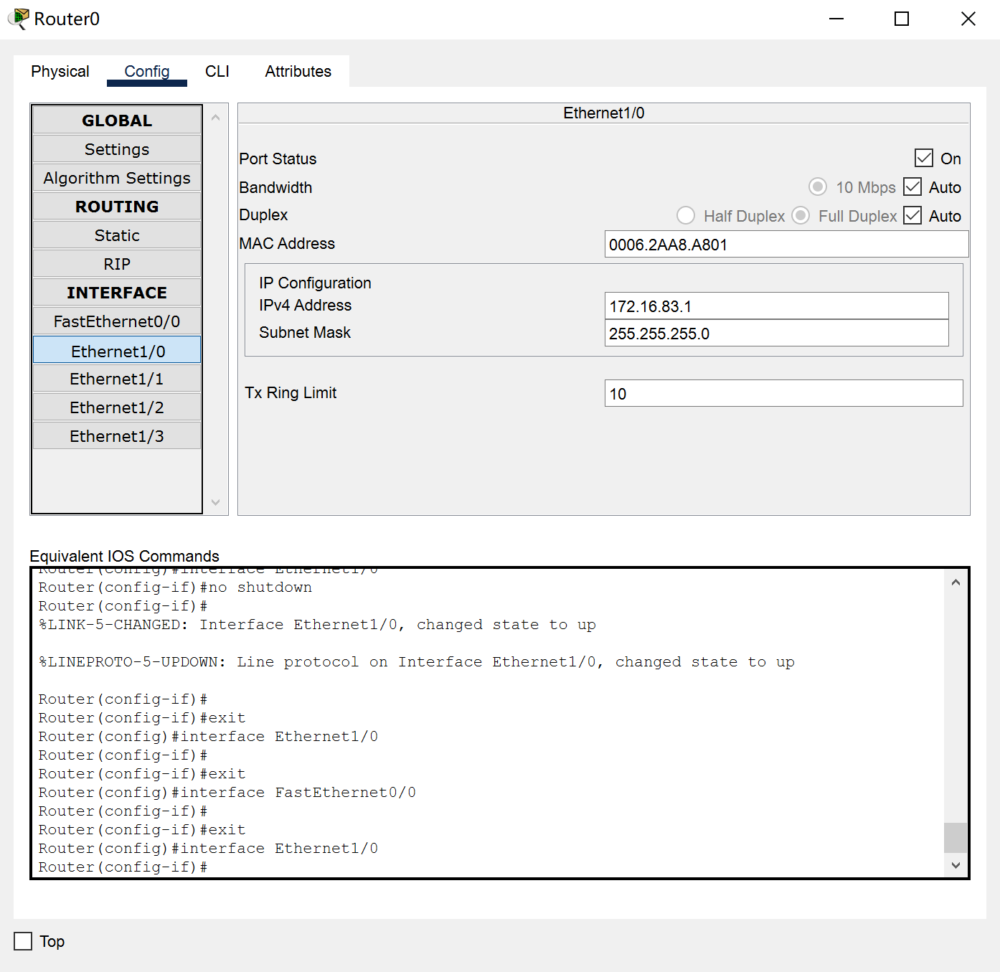 Router0
Physical Config CLI Attributes
GLOBAL
Settings
Algorithm Settings
ROUTING
Static
RIP
INTERFACE
FastEthernet0/0
Ethernet1/0
Ethernet1/1
Ethernet1/2
Ethernet1/3
Ethernet1/0
Port Status On
Bandwidth 10 Mbps Auto
Duplex Half Duplex Full Duplex Auto
MAC Address 0006.2AA8.A801
IP Configuration
IPv4 Address 172.16.83.1
Subnet Mask 255.255.255.0
Tx Ring Limit 10
Equivalent IOS Commands
Router(config)#interface Ethernet1/0
Router(config-if)#no shutdown
Router(config-if)#
%LINK-5-CHANGED: Interface Ethernet1/0, changed state to up
%LINEPROTO-5-UPDOWN: Line protocol on Interface Ethernet1/0, changed state to up
Router(config-if)#
Router(config-if)#exit
Router(config)#interface Ethernet1/0
Router(config-if)#
Router(config-if)#exit
Router(config)#interface FastEthernet0/0
Router(config-if)#
Router(config-if)#exit
Router(config)#interface Ethernet1/0
Router(config-if)#
Top